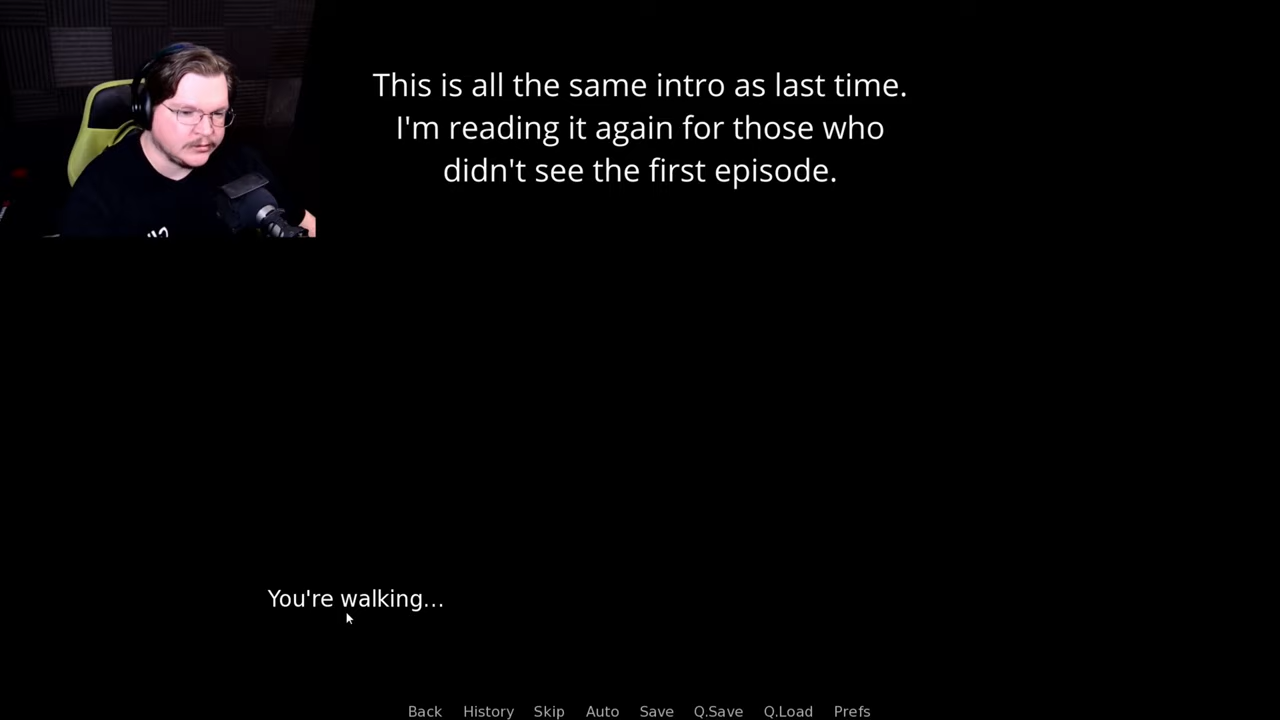 This is all the same intro as last time.
I'm reading it again for those who
didn't see the first episode.
You're walking...
Back History Skip Auto Save Q.Save Q.Load Prefs